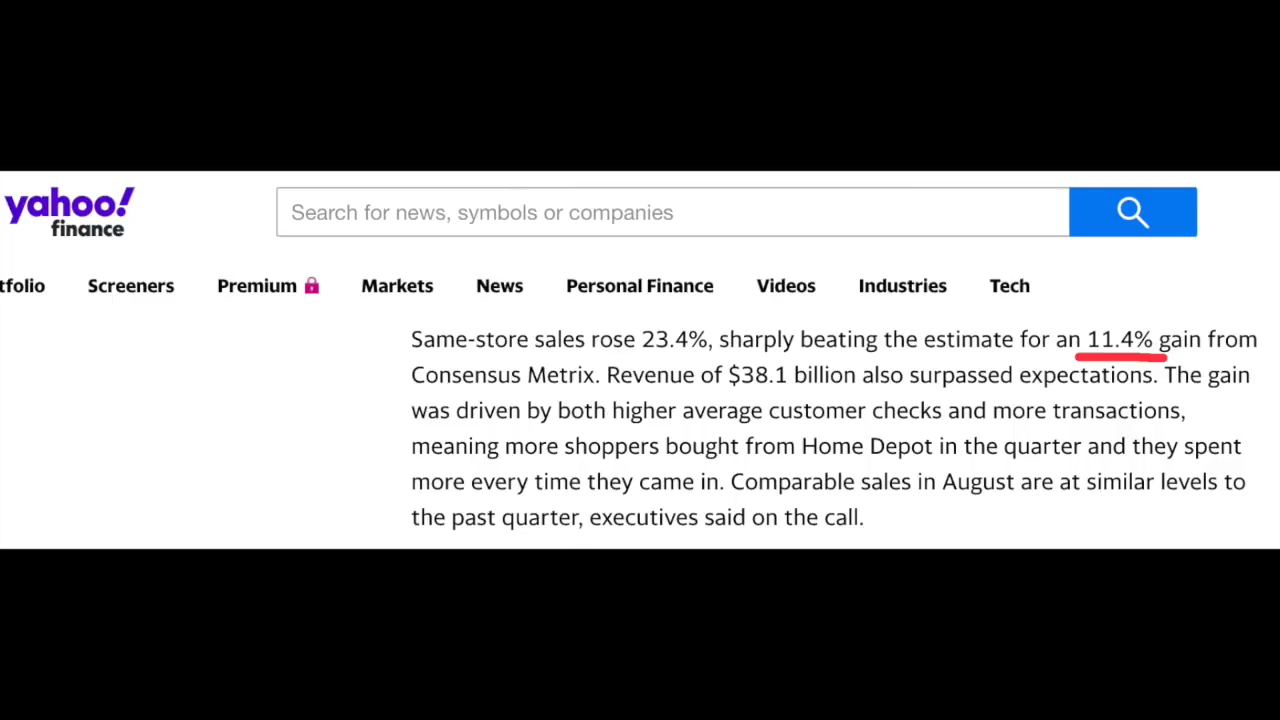 yahoo!
finance
Search for news, symbols or companies
tfolio Screeners Premium Markets News Personal Finance Videos Industries Tech
Same-store sales rose 23.4%, sharply beating the estimate for an 11.4% gain from
Consensus Metrix. Revenue of $38.1 billion also surpassed expectations. The gain
was driven by both higher average customer checks and more transactions,
meaning more shoppers bought from Home Depot in the quarter and they spent
more every time they came in. Comparable sales in August are at similar levels to
the past quarter, executives said on the call.